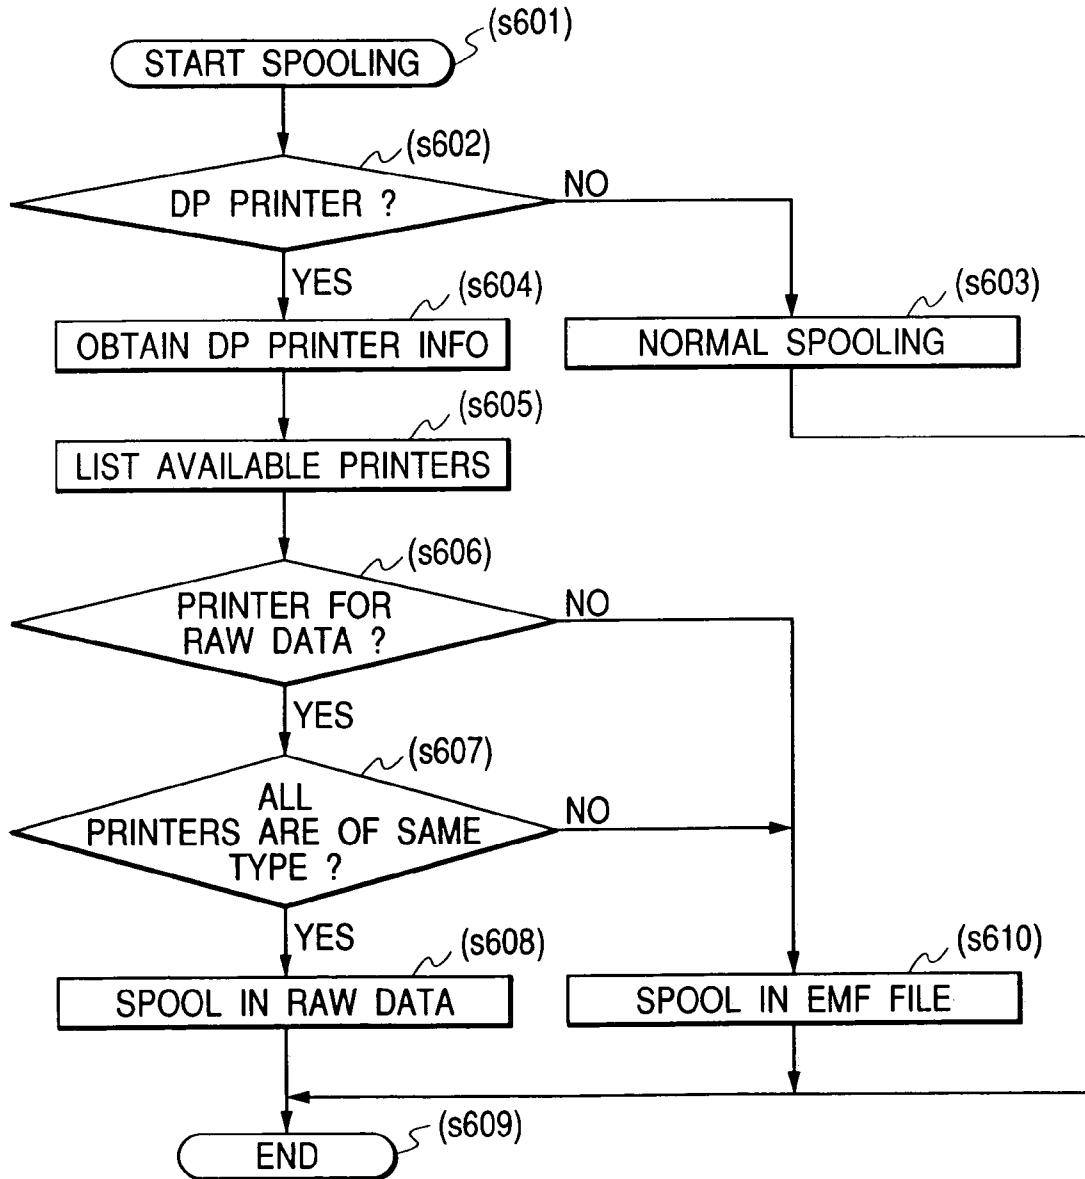 (s601)
START SPOOLING
(s602)
DP PRINTER ?
NO
YES
(s604)
OBTAIN DP PRINTER INFO
(s603)
NORMAL SPOOLING
(s605)
LIST AVAILABLE PRINTERS
(s606)
PRINTER FOR
RAW DATA ?
NO
YES
(s607)
ALL
PRINTERS ARE OF SAME
TYPE ?
NO
YES
(s608)
SPOOL IN RAW DATA
(s610)
SPOOL IN EMF FILE
(s609)
END